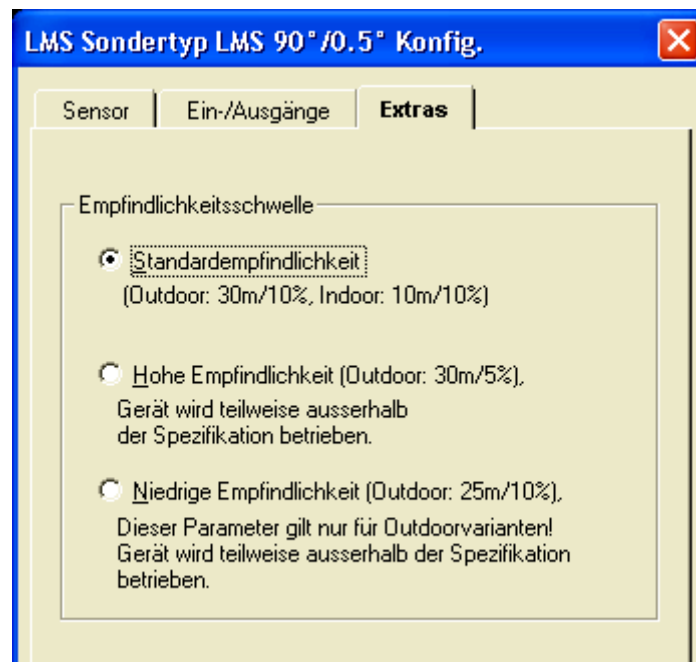 LMS Sondertyp LMS 90°/0.5° Konfig.
Sensor Ein-/Ausgänge Extras
Empfindlichkeitsschwelle
Standardempfindlichkeit
(Outdoor: 30m/10%, Indoor: 10m/10%)
Hohe Empfindlichkeit (Outdoor: 30m/5%),
Gerät wird teilweise ausserhalb
der Spezifikation betrieben.
Niedrige Empfindlichkeit (Outdoor: 25m/10%),
Dieser Parameter gilt nur für Outdoorvarianten!
Gerät wird teilweise ausserhalb der Spezifikation
betrieben.